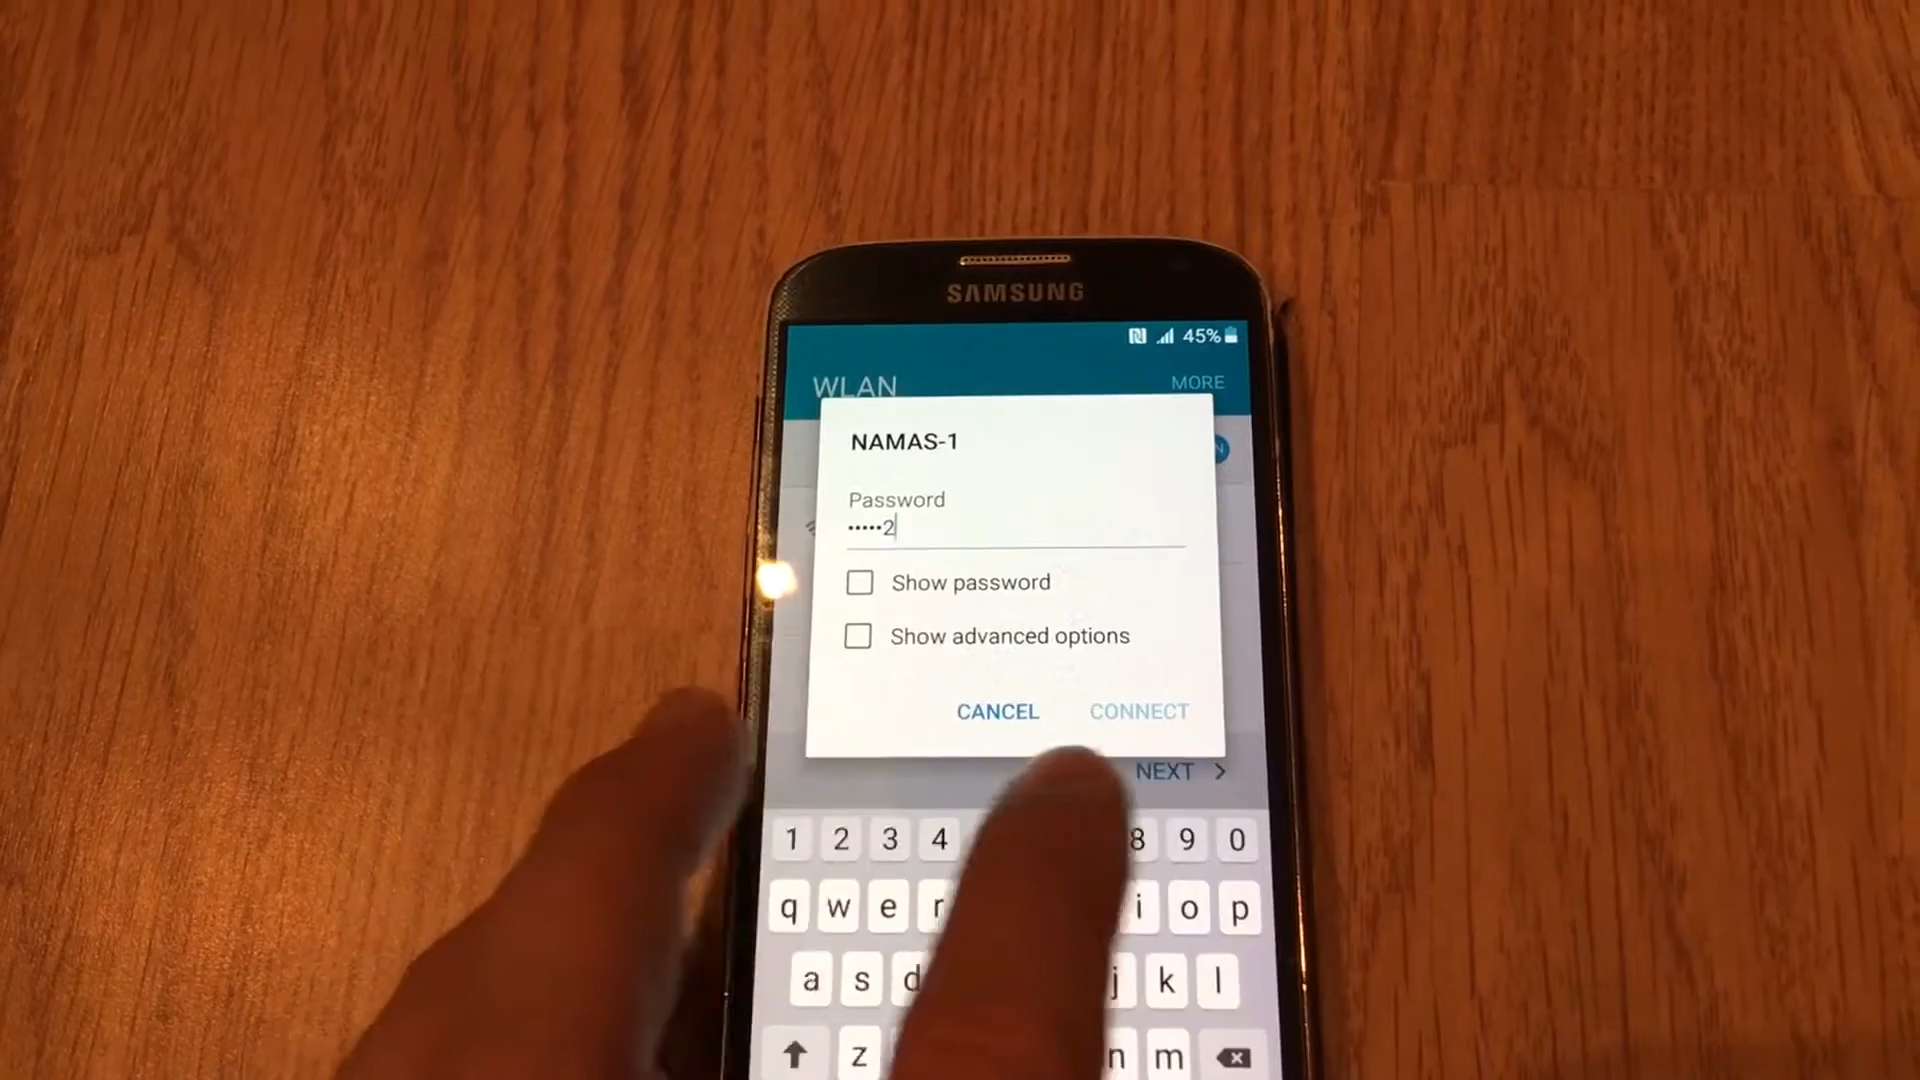 SAMSUNG
45%
WLAN MORE
NAMAS-1
Password
•••••2
Show password
Show advanced options
CANCEL CONNECT
NEXT >
1 2 3 4 8 9 0
q w e r i o p
a s d j k l
z n m